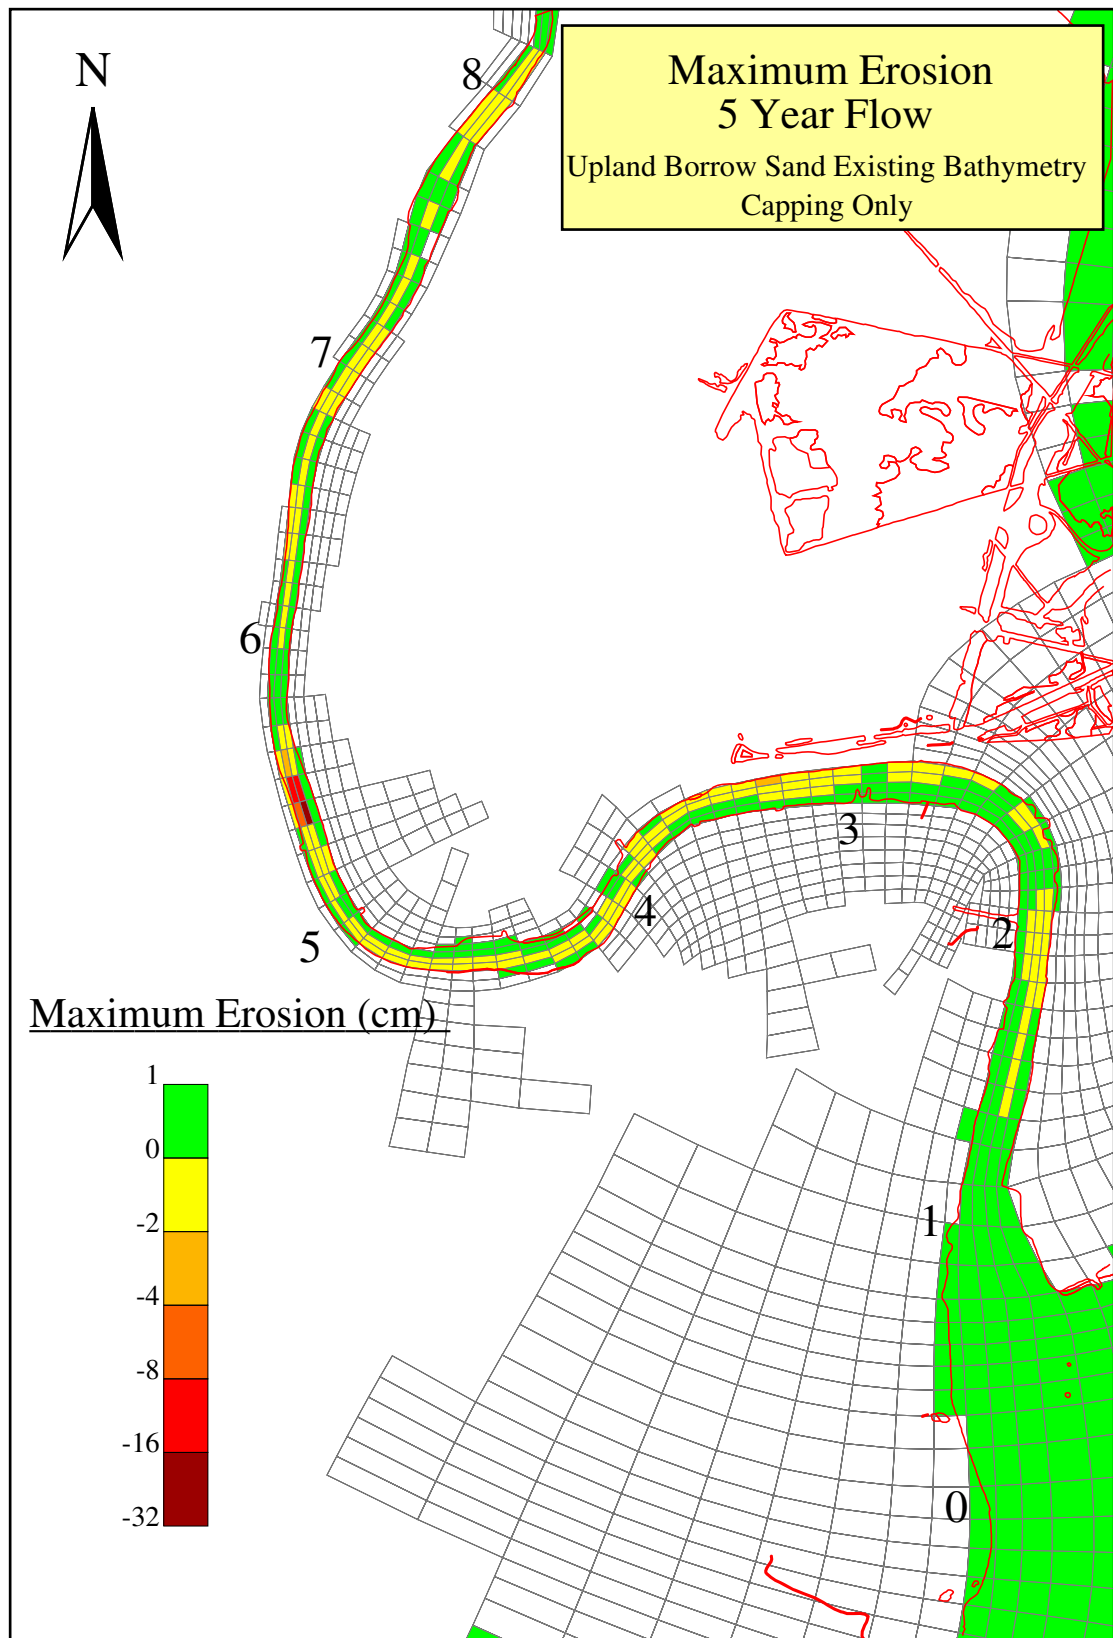 N
Maximum Erosion
5 Year Flow
Upland Borrow Sand Existing Bathymetry
Capping Only
8
7
6
5
4
3
2
1
0
Maximum Erosion (cm)
1
0
-2
-4
-8
-16
-32